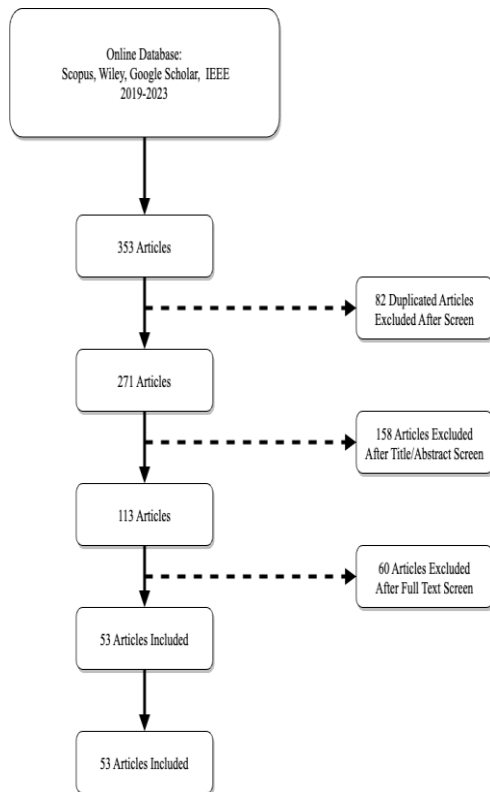 Online Database:
Scopus, Wiley, Google Scholar, IEEE
2019-2023
353 Articles
82 Duplicated Articles
Excluded After Screen
271 Articles
158 Articles Excluded
After Title/Abstract Screen
113 Articles
60 Articles Excluded
After Full Text Screen
53 Articles Included
53 Articles Included